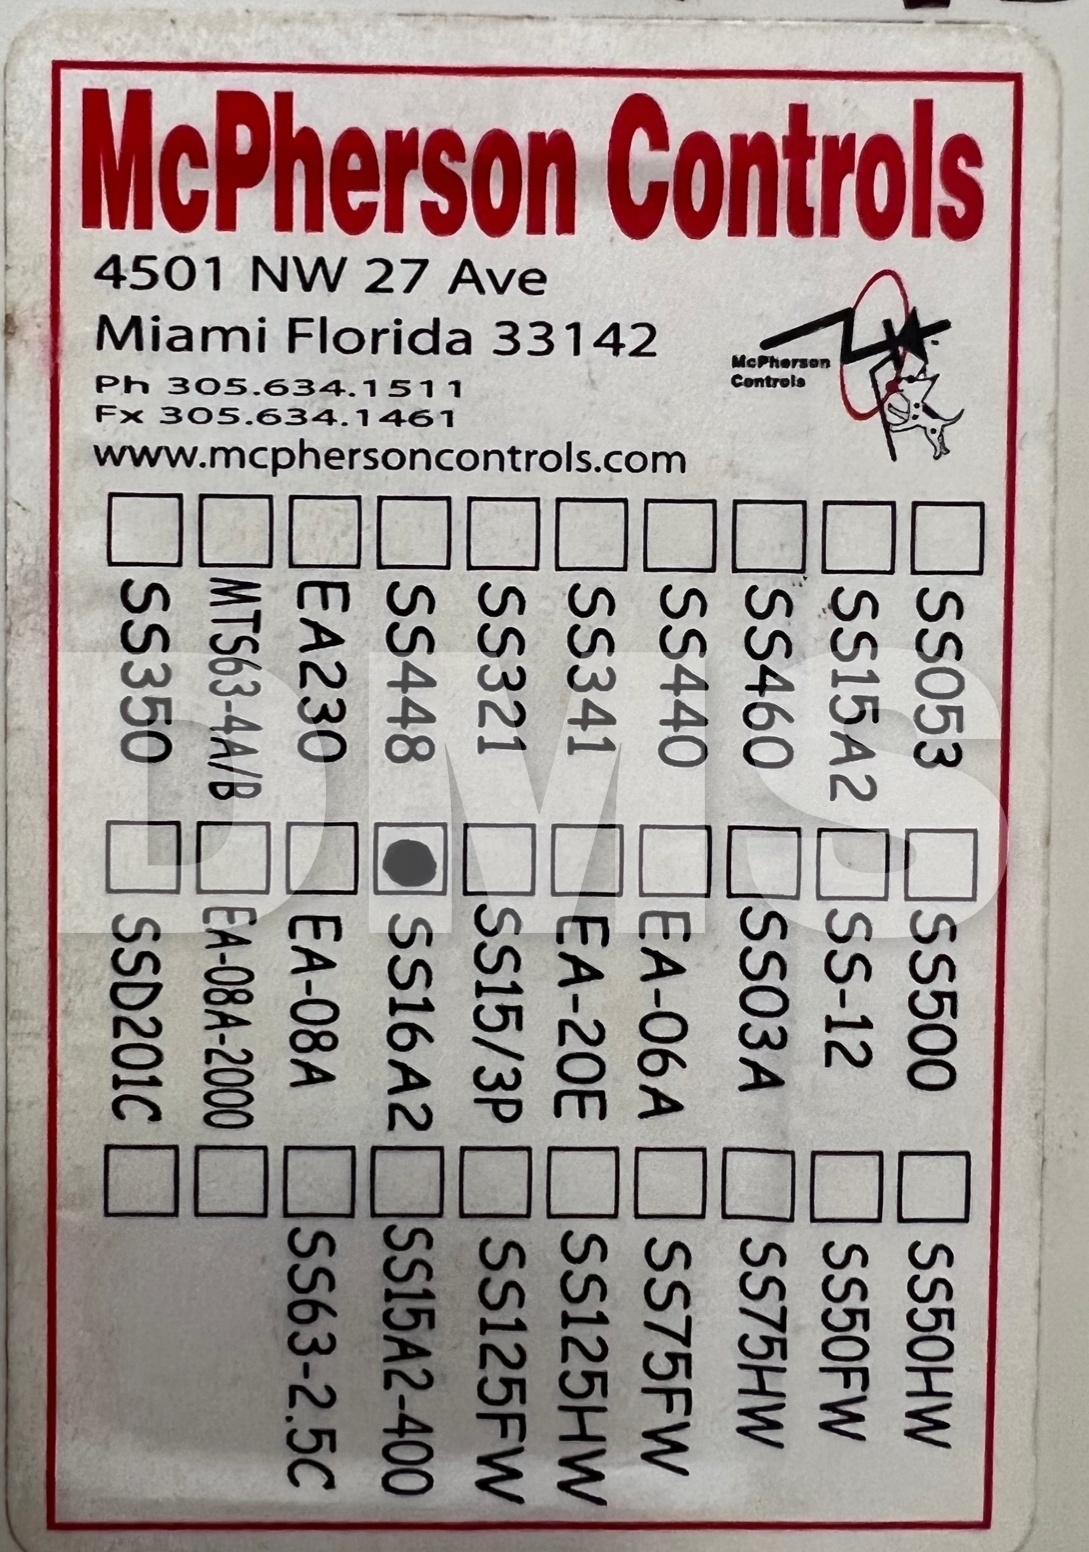 McPherson Controls
4501 NW 27 Ave
Miami Florida 33142
Ph 305.634.1511
Fx 305.634.1461
www.mcphersoncontrols.com
McPherson
Controls
SS053
SS15A2
SS460
SS440
SS341
SS321
SS448
EA230
MTS63-4A/B
SS350
SS500
SS-12
SS03A
EA-06A
EA-20E
SS15/3P
SS16A2
EA-08A
EA-08A-2000
SSD201C
SS50HW
SS50FW
SS75HW
SS75FW
SS125HW
SS125FW
SS15A2-400
SS63-2.5C
DMS